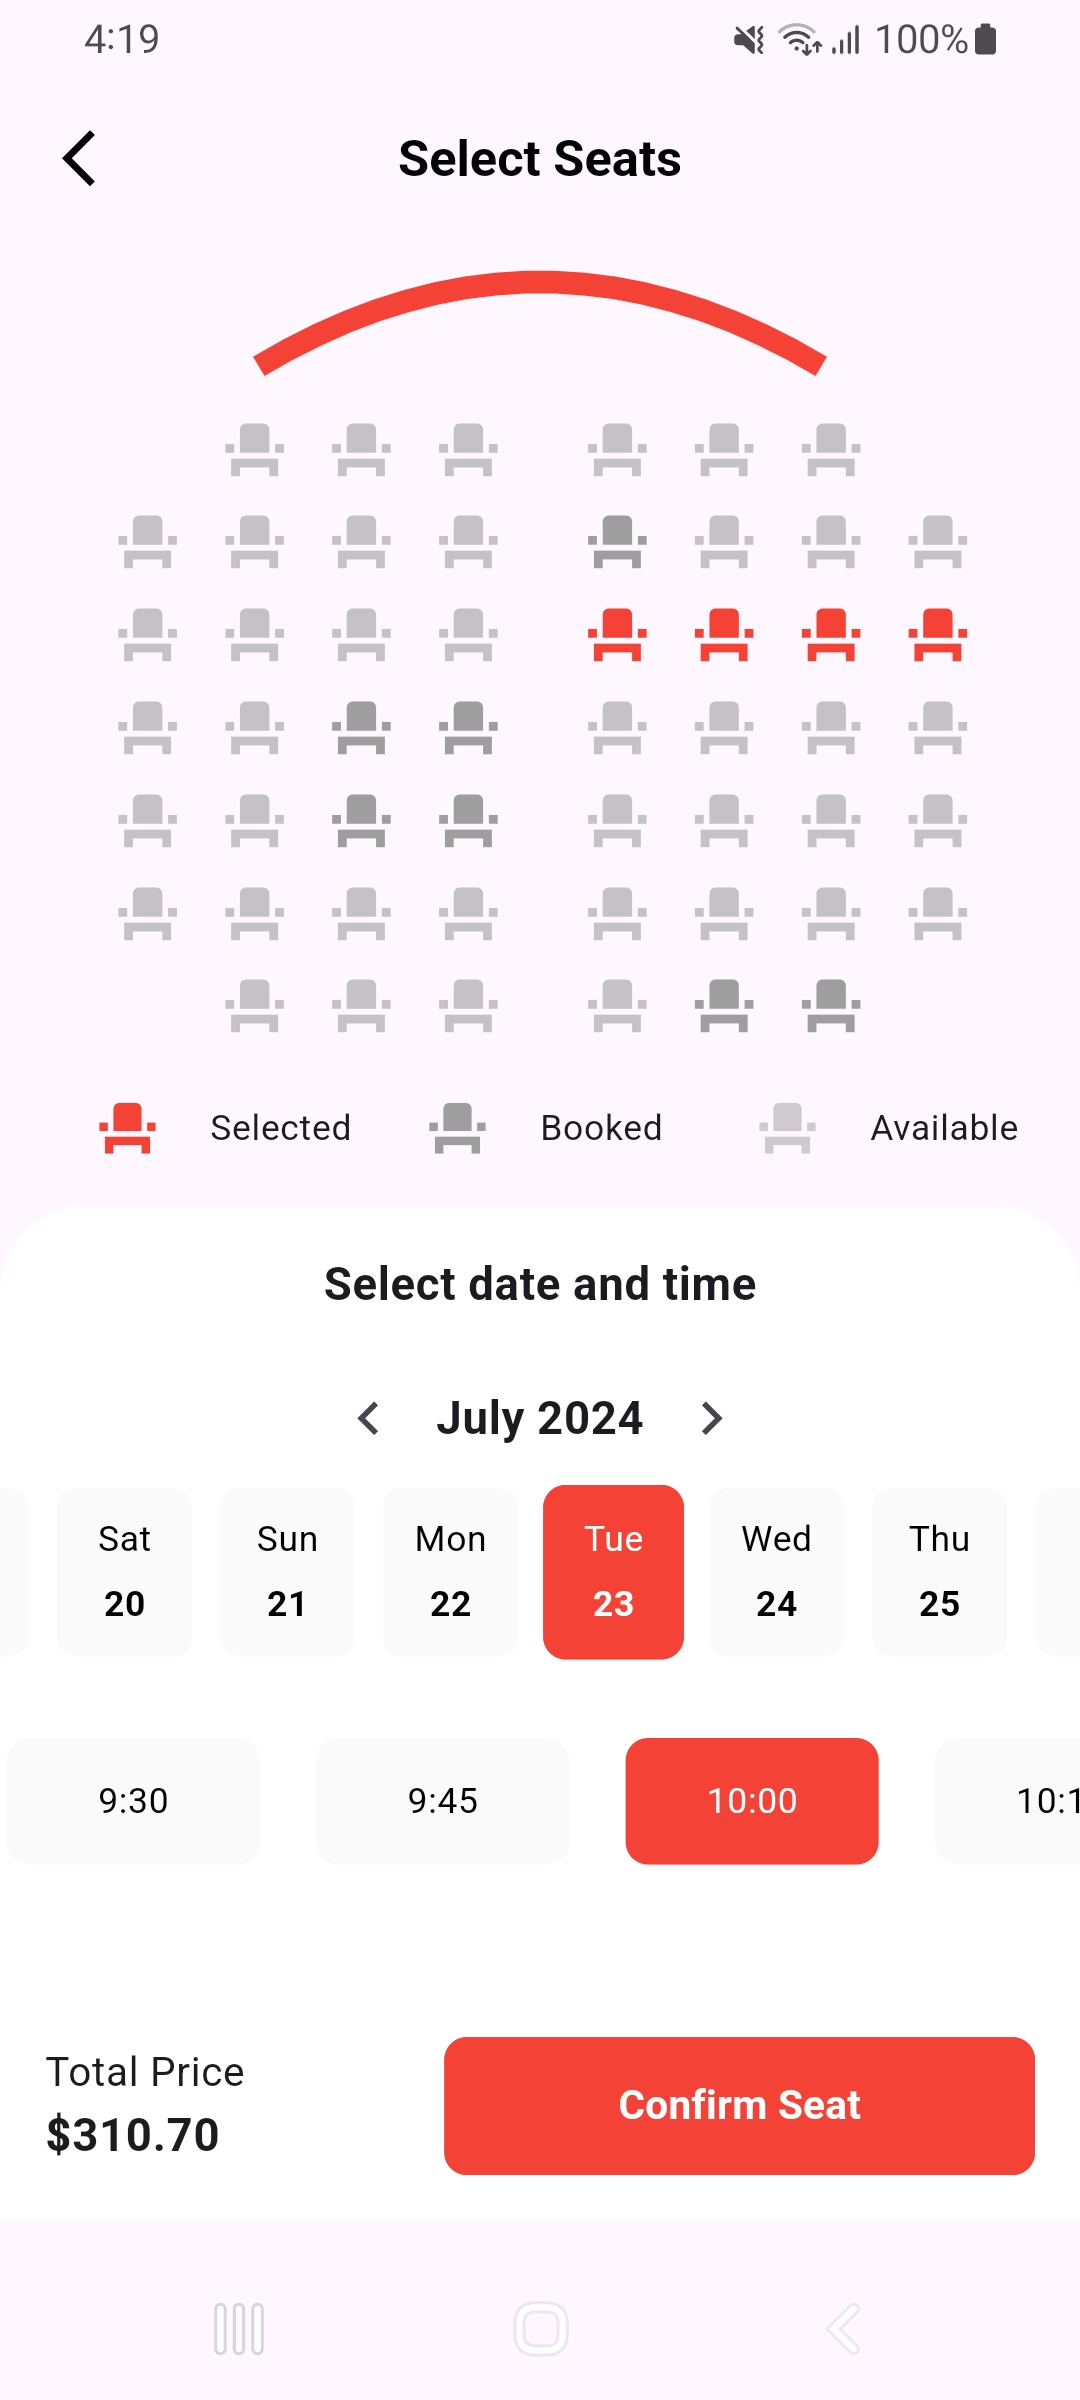 4:19 100%
Select Seats
Selected Booked Available
Select date and time
July 2024
Sat Sun Mon Tue Wed Thu
20 21 22 23 24 25
9:30 9:45 10:00 10:1
Total Price
$310.70
Confirm Seat